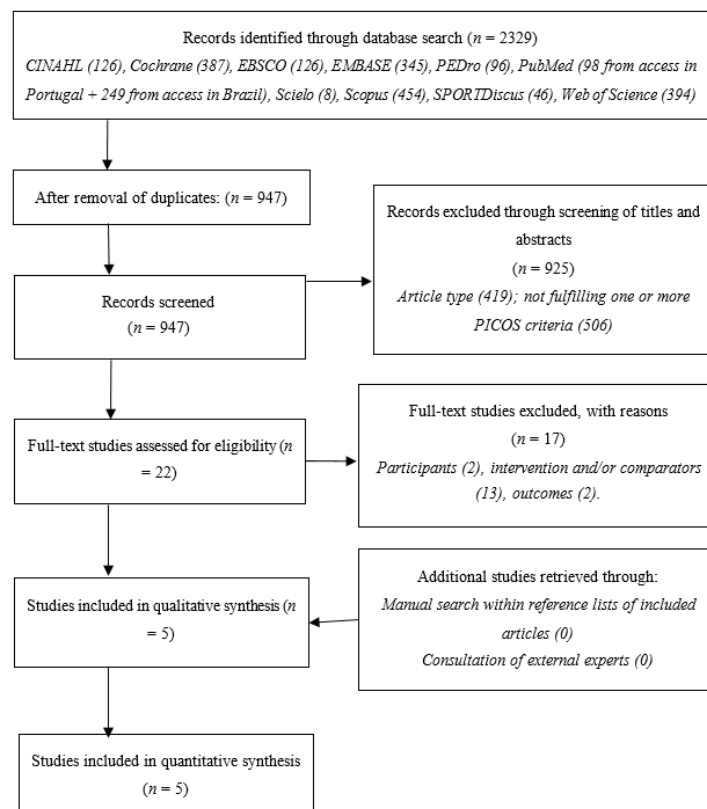 Records identified through database search (n = 2329)
CINAHL (126), Cochrane (387), EBSCO (126), EMBASE (345), PEDro (96), PubMed (98 from access in
Portugal + 249 from access in Brazil), Scielo (8), Scopus (454), SPORTDiscus (46), Web of Science (394)
After removal of duplicates: (n = 947)
Records excluded through screening of titles and
abstracts
(n = 925)
Article type (419); not fulfilling one or more
PICOS criteria (506)
Records screened
(n = 947)
Full-text studies excluded, with reasons
(n = 17)
Participants (2), intervention and/or comparators
(13), outcomes (2).
Full-text studies assessed for eligibility (n
= 22)
Additional studies retrieved through:
Manual search within reference lists of included
articles (0)
Consultation of external experts (0)
Studies included in qualitative synthesis (n
= 5)
Studies included in quantitative synthesis
(n = 5)